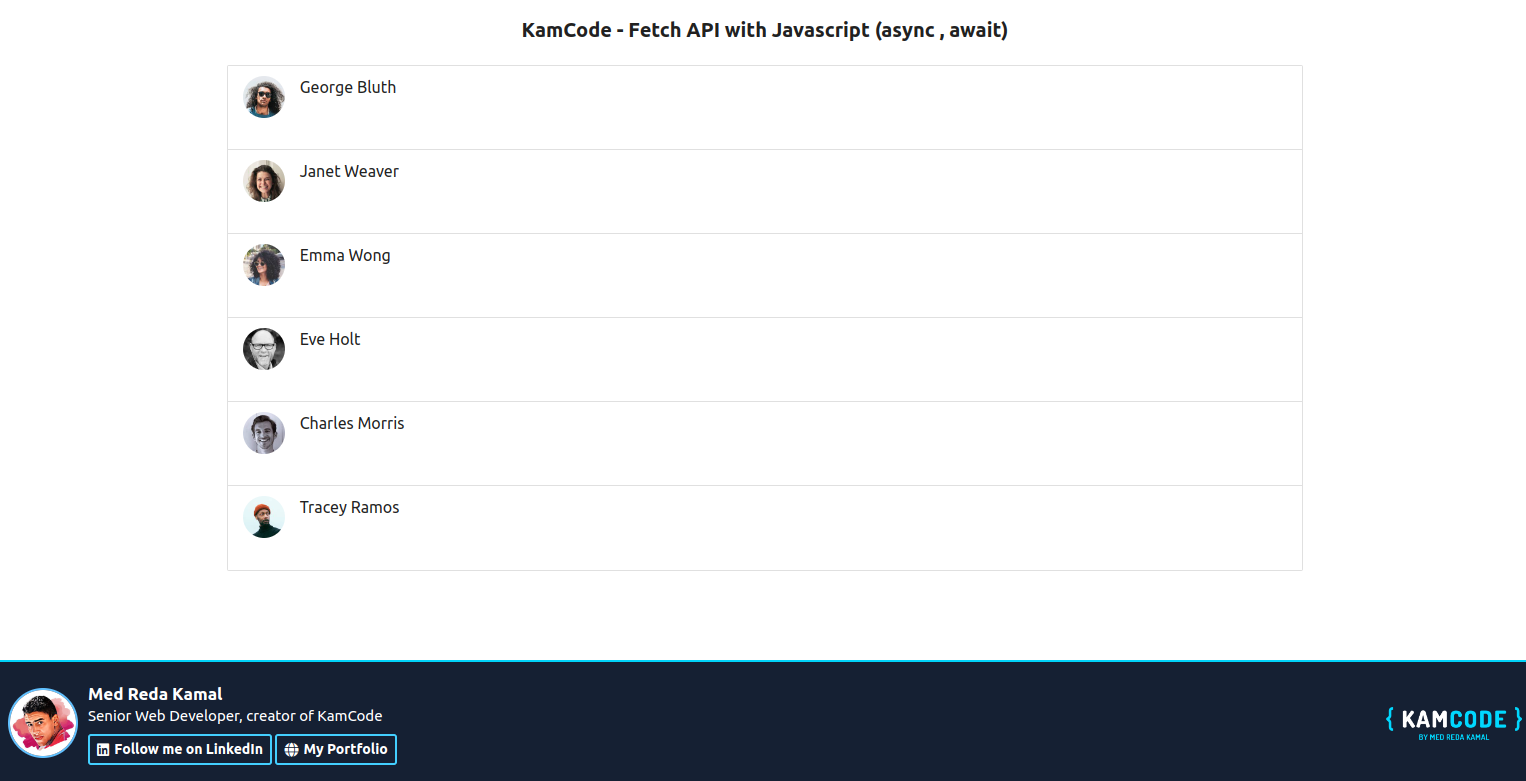 KamCode - Fetch API with Javascript (async , await)
George Bluth
Janet Weaver
Emma Wong
Eve Holt
Charles Morris
Tracey Ramos
Med Reda Kamal
Senior Web Developer, creator of KamCode
Follow me on LinkedIn
My Portfolio
{ KAMCODE }
BY MED REDA KAMAL